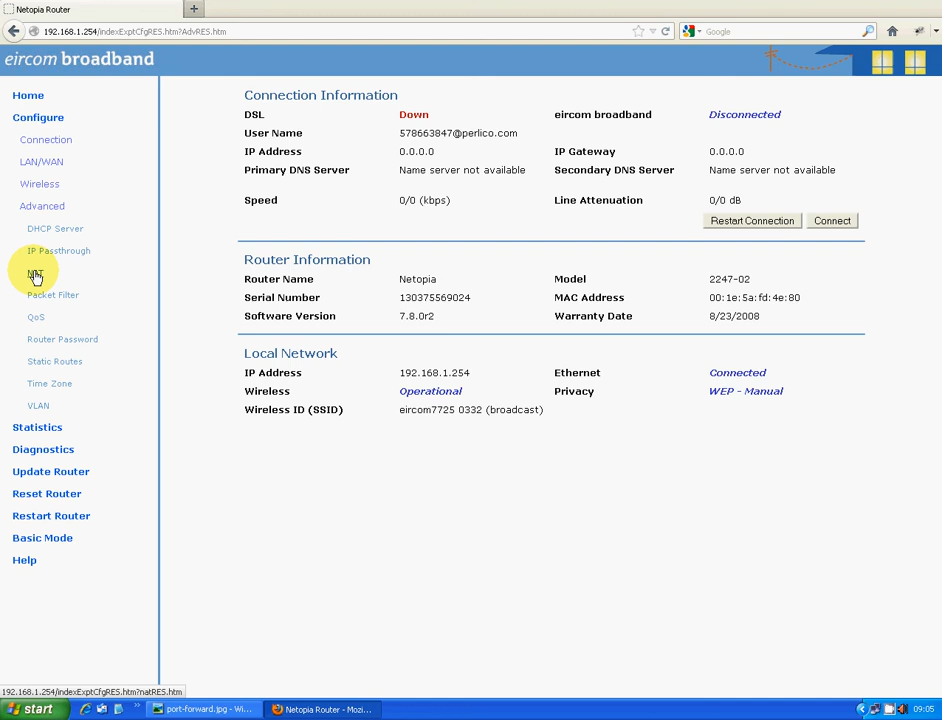 Netopia Router
+
192.168.1.254/indexExptCfgRES.htm?AdvRES.htm
Google
eircom broadband
Home
Configure
Connection
LAN/WAN
Wireless
Advanced
DHCP Server
IP Passthrough
NAT
Packet Filter
QoS
Router Password
Static Routes
Time Zone
VLAN
Statistics
Diagnostics
Update Router
Reset Router
Restart Router
Basic Mode
Help
Connection Information
DSL Down eircom broadband Disconnected
User Name 578663847@perlico.com
IP Address 0.0.0.0 IP Gateway 0.0.0.0
Primary DNS Server Name server not available Secondary DNS Server Name server not available
Speed 0/0 (kbps) Line Attenuation 0/0 dB
Restart Connection Connect
Router Information
Router Name Netopia Model 2247-02
Serial Number 130375569024 MAC Address 00:1e:5a:fd:4e:80
Software Version 7.8.0r2 Warranty Date 8/23/2008
Local Network
IP Address 192.168.1.254 Ethernet Connected
Wireless Operational Privacy WEP - Manual
Wireless ID (SSID) eircom7725 0332 (broadcast)
192.168.1.254/indexExptCfgRES.htm?natRES.htm
start port-forward.jpg - Wi... Netopia Router - Mozi... 09:05